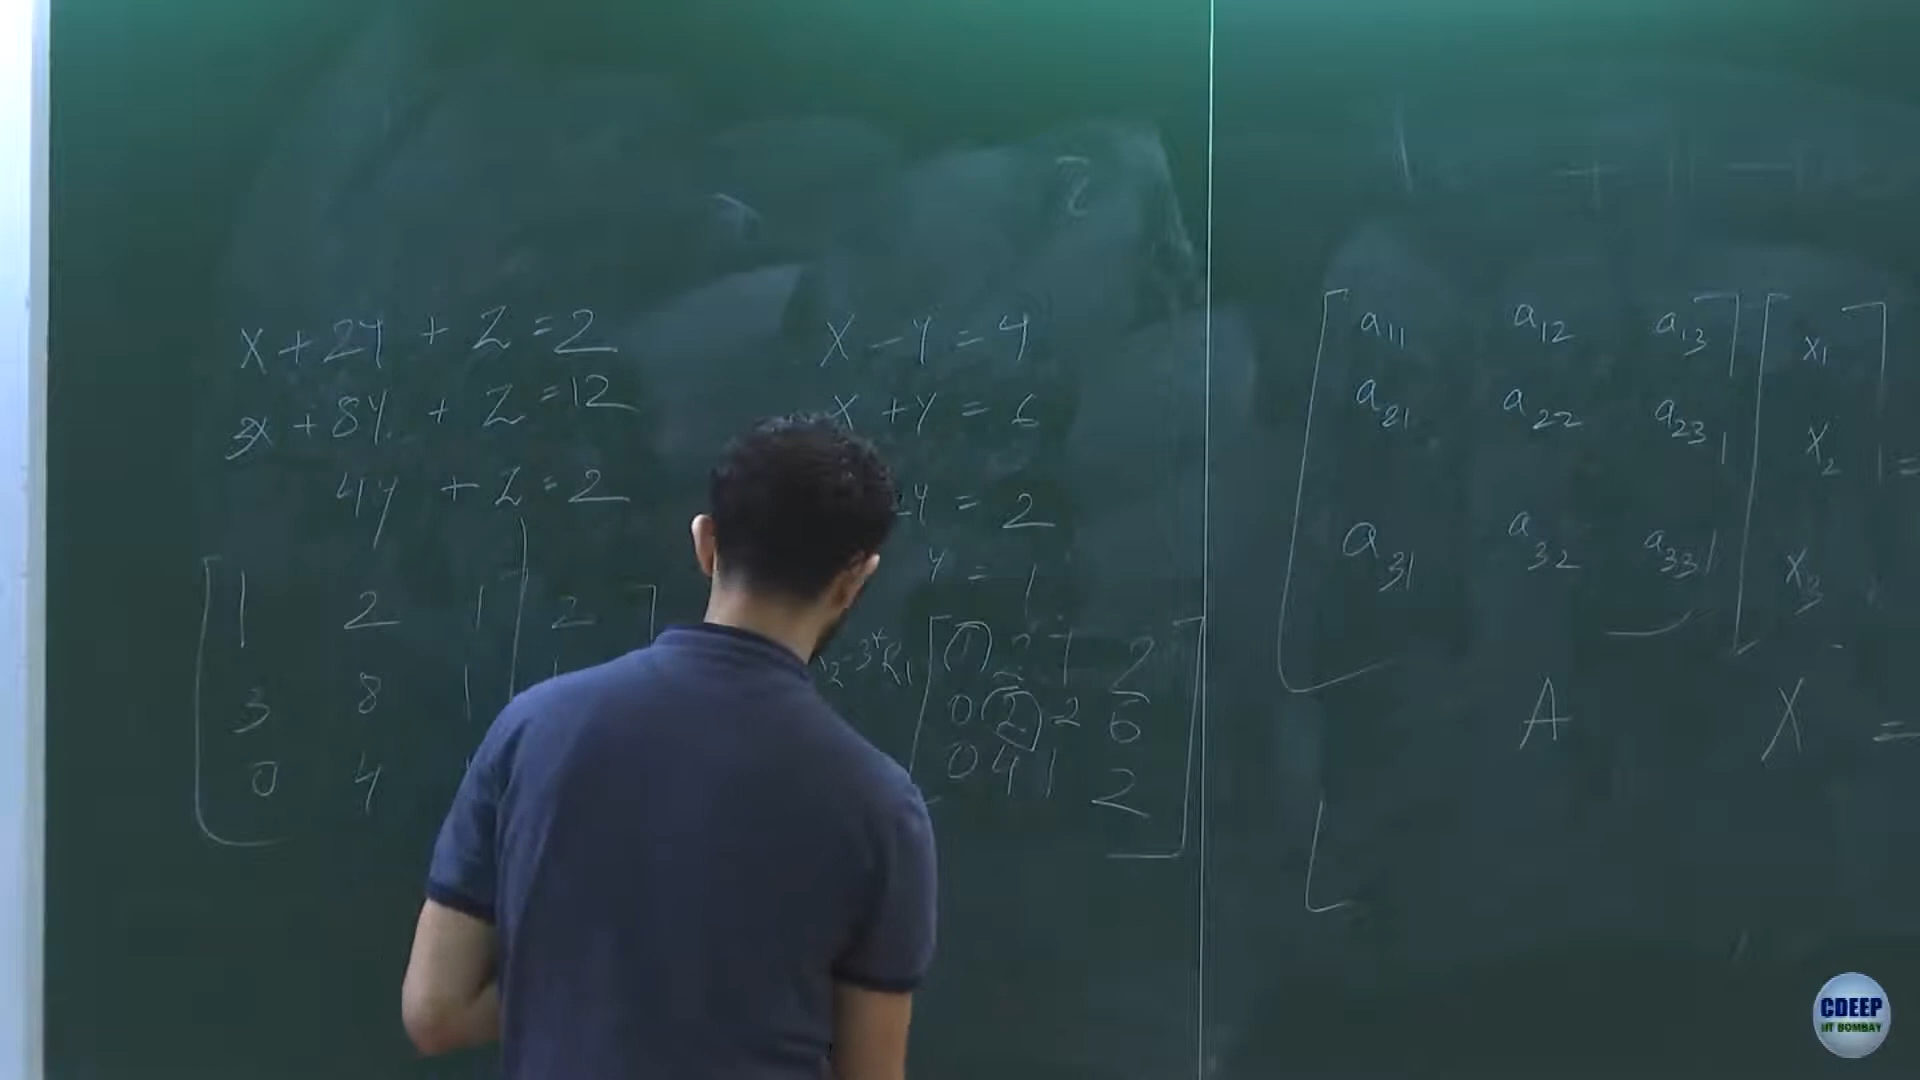 X + 2Y + Z = 2
3X + 8Y + Z = 12
4Y + Z = 2
1 2 1 2
3 8 1
0 4
X - Y = 4
X + Y = 6
2Y = 2
Y = 1
2 - 3*R1
1 2 1 2
0 2 -2 6
0 4 1 2
a11 a12 a13 x1
a21 a22 a23 x2 =
a31 a32 a33 x3
A X =
CDEEP
IIT BOMBAY